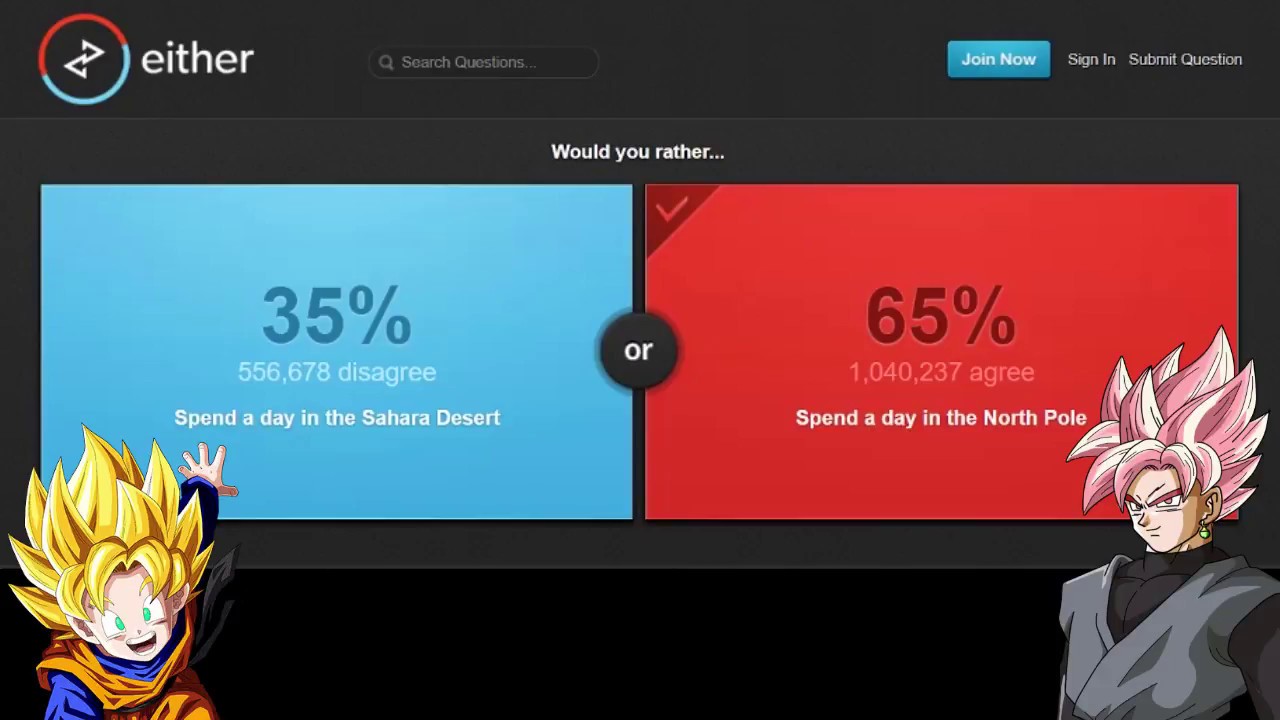 either
Search Questions...
Join Now
Sign In
Submit Question
Would you rather...
35%
556,678 disagree
Spend a day in the Sahara Desert
or
65%
1,040,237 agree
Spend a day in the North Pole